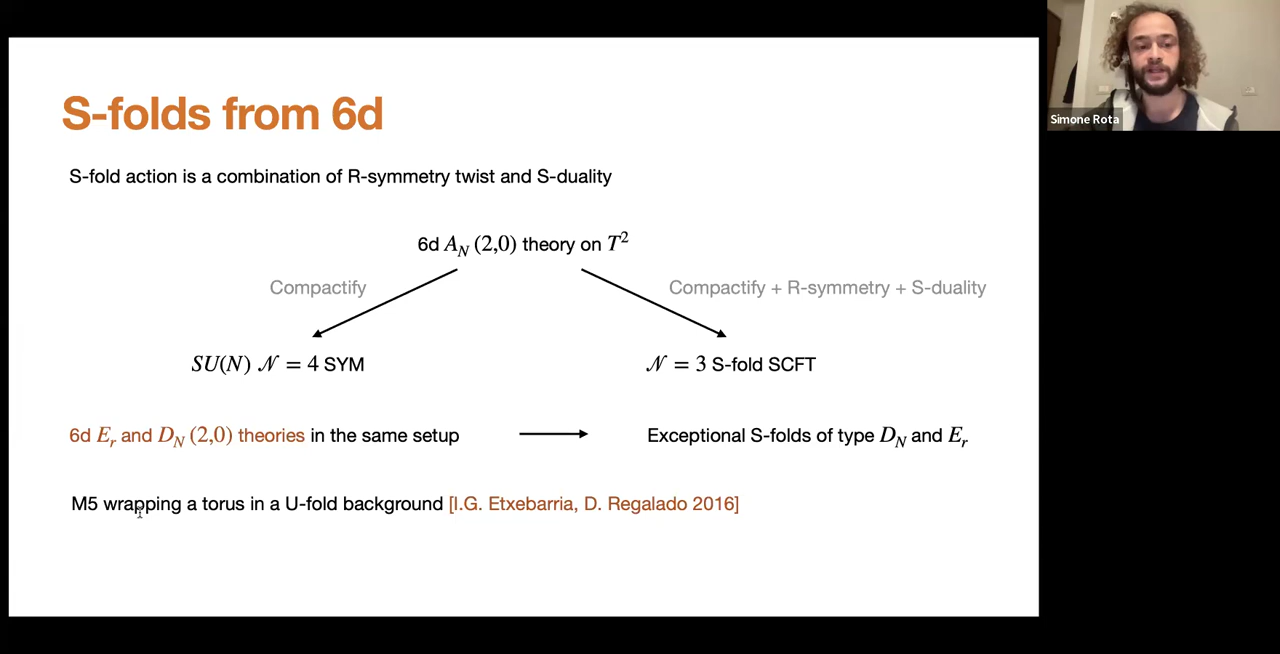 S-folds from 6d
Simone Rota
S-fold action is a combination of R-symmetry twist and S-duality
6d A_N (2,0) theory on T²
Compactify
Compactify + R-symmetry + S-duality
SU(N) 𝒩 = 4 SYM
𝒩 = 3 S-fold SCFT
6d E_r and D_N (2,0) theories in the same setup
Exceptional S-folds of type D_N and E_r
M5 wrapping a torus in a U-fold background [I.G. Etxebarria, D. Regalado 2016]